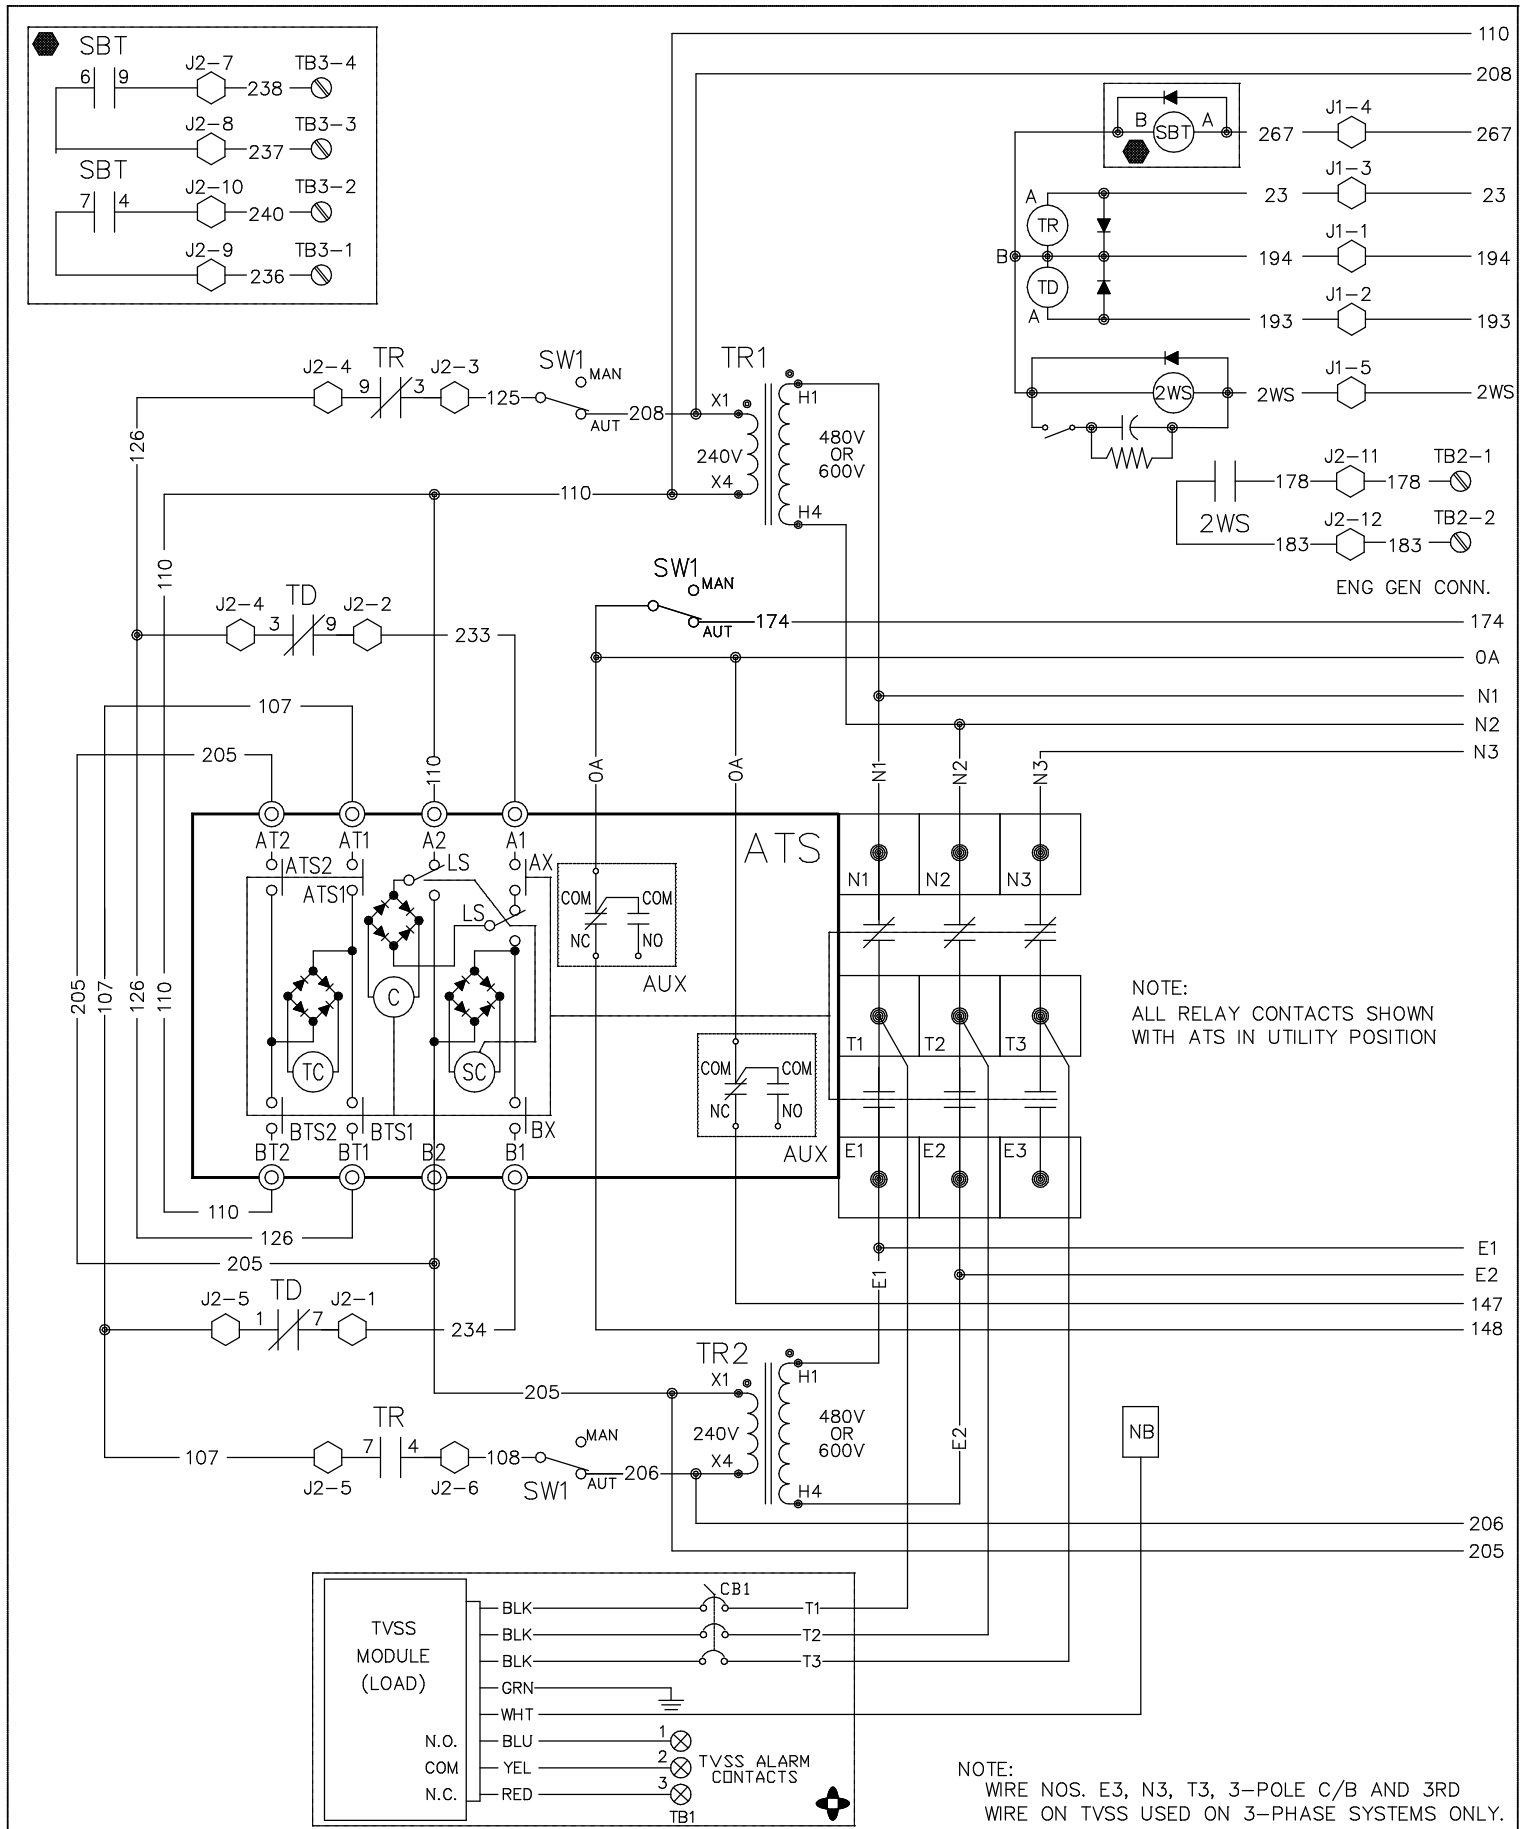 SBT
110
208
6 9 J2-7 238 TB3-4
J2-8 237 TB3-3
SBT
7 4 J2-10 240 TB3-2
J2-9 236 TB3-1
B SBT A 267 J1-4 267
A 23 J1-3 23
TR
B 194 J1-1 194
TD
A 193 J1-2 193
2WS 2WS J1-5 2WS
178 J2-11 178 TB2-1
2WS
183 J2-12 183 TB2-2
ENG GEN CONN.
126 J2-4 9 TR 3 J2-3 125 SW1 MAN
AUT 208
TR1
X1 H1
240V
480V
OR
600V
X4 H4
110
110
SW1 MAN
AUT 174 174
J2-4 3 TD 9 J2-2 233
0A
N1
N2
N3
107
205
110 0A 0A N1 N2 N3
AT2 AT1 A2 A1
ATS
ATS2 ATS1 LS AX
LS
COM COM
NC NO
AUX
N1 N2 N3
205 107 126 110
C
TC SC
COM COM
NC NO
AUX
T1 T2 T3
BTS2 BTS1 BX
BT2 BT1 B2 B1
E1 E2 E3
NOTE:
ALL RELAY CONTACTS SHOWN
WITH ATS IN UTILITY POSITION
110
126
205
E1
E1
E2
147
148
J2-5 1 TD 7 J2-1 234
TR2
X1 H1
205
240V
480V
OR
600V
X4 H4
E2
107 J2-5 7 TR 4 J2-6 108 SW1 MAN
AUT 206
NB
206
205
TVSS
MODULE
(LOAD)
CB1
BLK T1
BLK T2
BLK T3
GRN
WHT
N.O. BLU 1
COM YEL 2
N.C. RED 3
TVSS ALARM
CONTACTS
TB1
NOTE:
WIRE NOS. E3, N3, T3, 3-POLE C/B AND 3RD
WIRE ON TVSS USED ON 3-PHASE SYSTEMS ONLY.